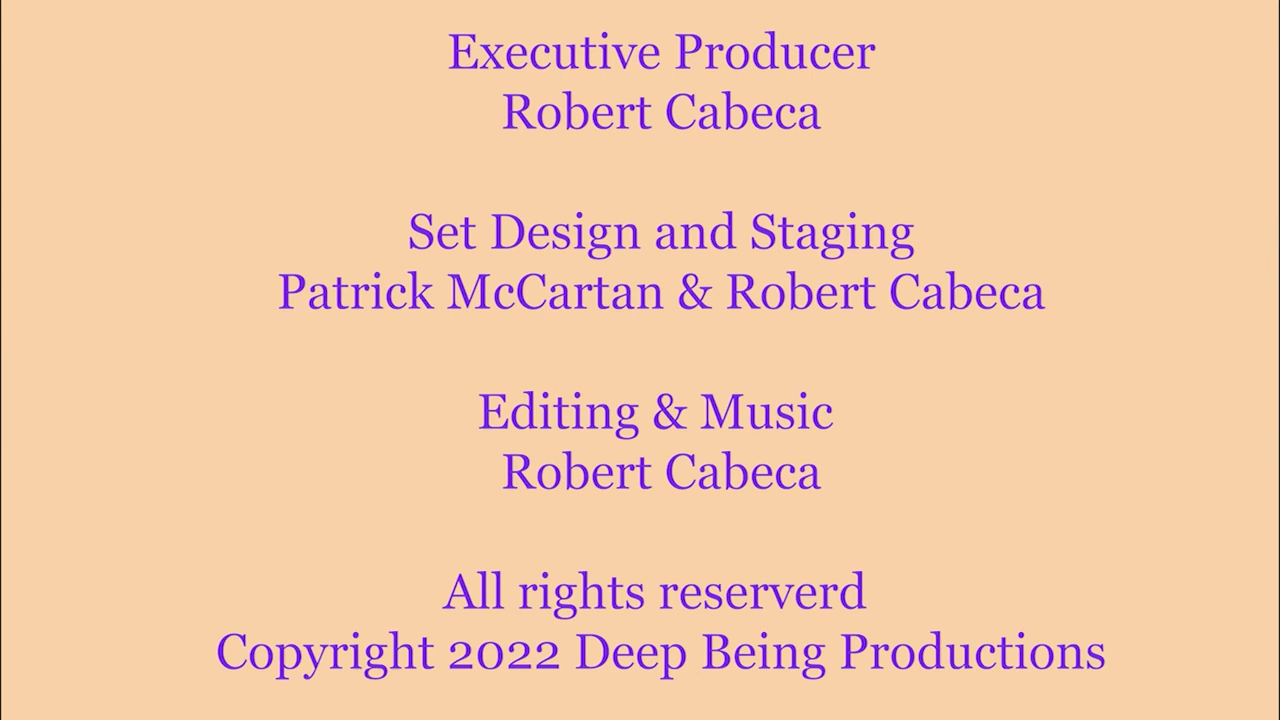 Executive Producer
Robert Cabeca
Set Design and Staging
Patrick McCartan & Robert Cabeca
Editing & Music
Robert Cabeca
All rights reserverd
Copyright 2022 Deep Being Productions